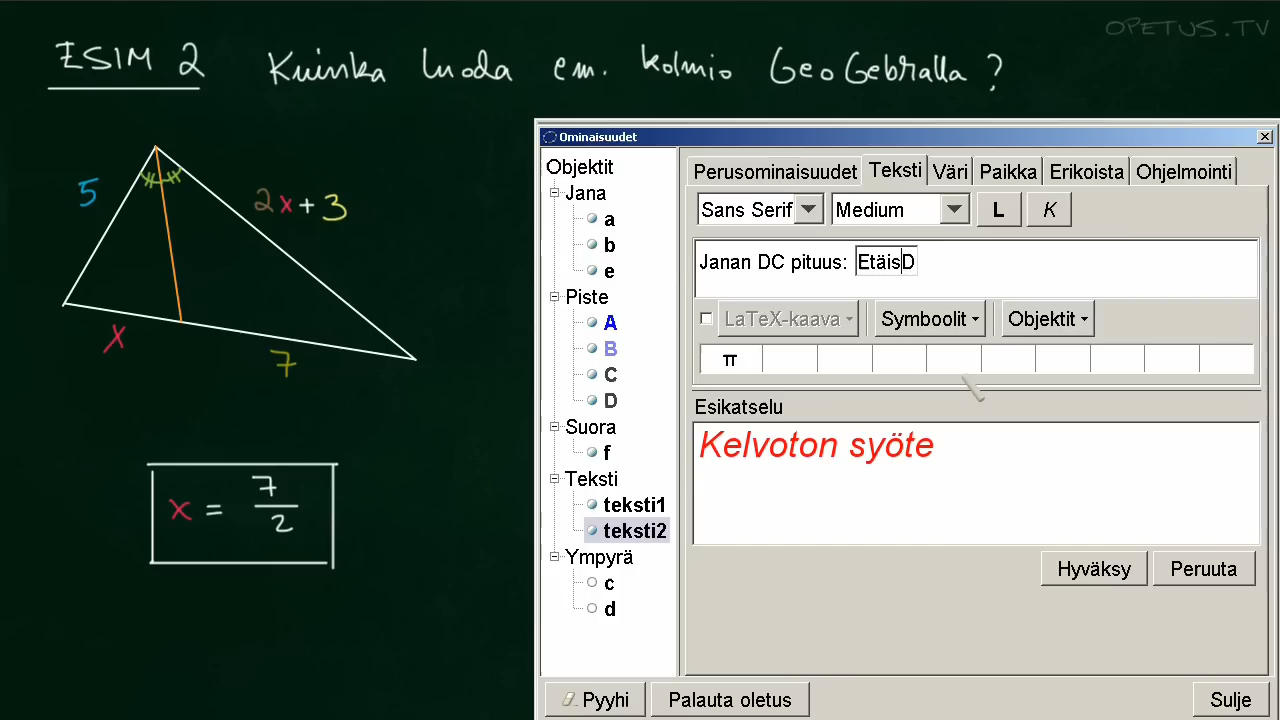 OPETUS.TV
ESIM 2 Kuinka luoda em. kolmio GeoGebralla ?
5
2x+3
x
7
x = 7/2
Ominaisuudet
Objektit
Jana
a
b
e
Piste
A
B
C
D
Suora
f
Teksti
teksti1
teksti2
Ympyrä
c
d
Perusominaisuudet Teksti Väri Paikka Erikoista Ohjelmointi
Sans Serif Medium L K
Janan DC pituus: EtäisD
LaTeX-kaava Symboolit Objektit
π
Esikatselu
Kelvoton syöte
Hyväksy Peruuta
Pyyhi Palauta oletus Sulje